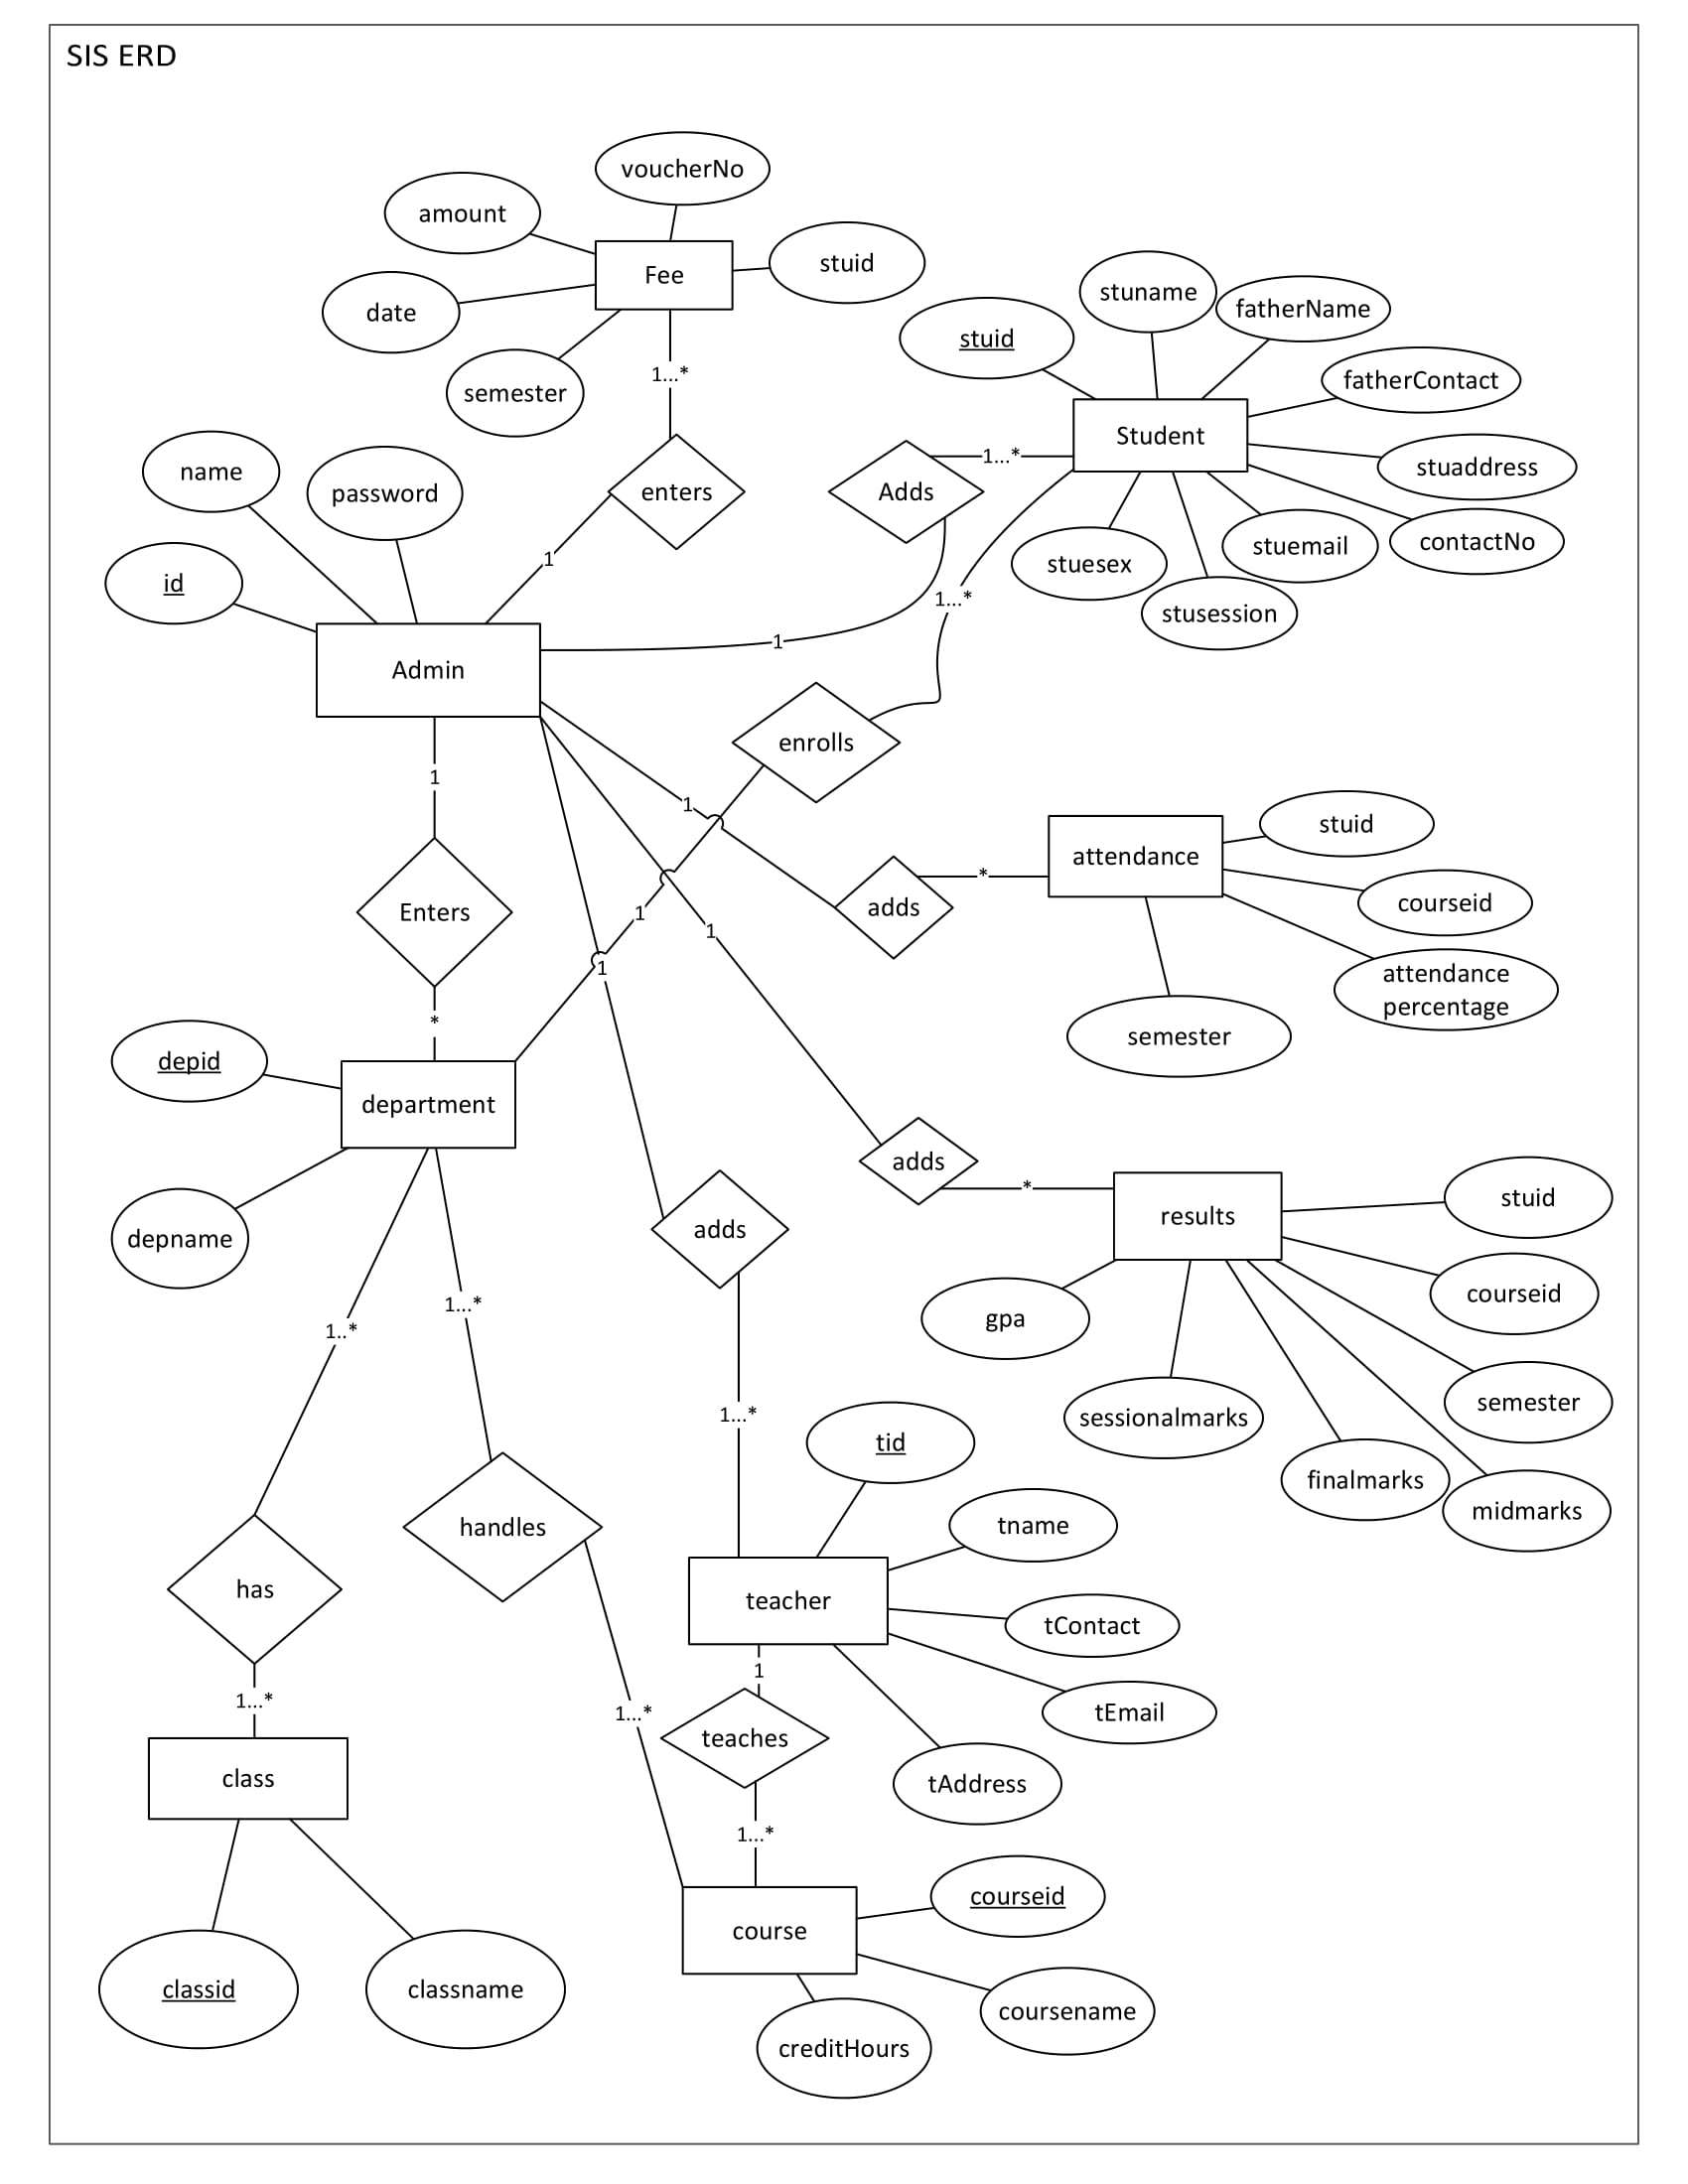 SIS ERD
voucherNo
amount
stuid
Fee
date
semester
1...*
enters
1
stuname
fatherName
stuid
fatherContact
Student
stuaddress
contactNo
stuemail
stusession
stuesex
1...*
Adds
1
1...*
enrolls
1
name
password
id
Admin
1
Enters
*
1
adds
*
attendance
stuid
courseid
attendance
percentage
semester
depid
department
depname
1
adds
*
results
stuid
courseid
semester
midmarks
finalmarks
sessionalmarks
gpa
1
adds
1...*
teacher
tid
tname
tContact
tEmail
tAddress
1
teaches
1...*
1..*
has
1...*
class
classid
classname
1...*
handles
1...*
course
courseid
coursename
creditHours